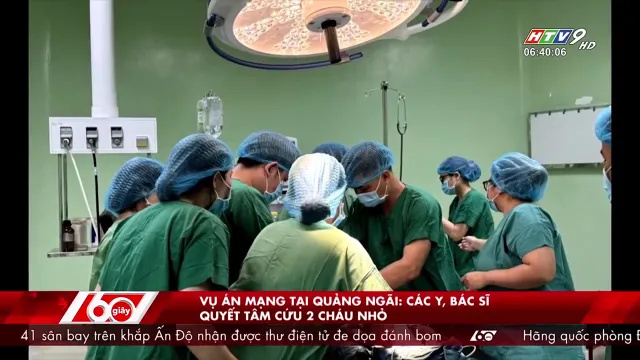 HTV9 HD
06:40:06
VỤ ÁN MẠNG TẠI QUẢNG NGÃI: CÁC Y, BÁC SĨ
QUYẾT TÂM CỨU 2 CHÁU NHỎ
60 giây
41 sân bay trên khắp Ấn Độ nhận được thư điện tử đe dọa đánh bom 60 Hãng quốc phòng E